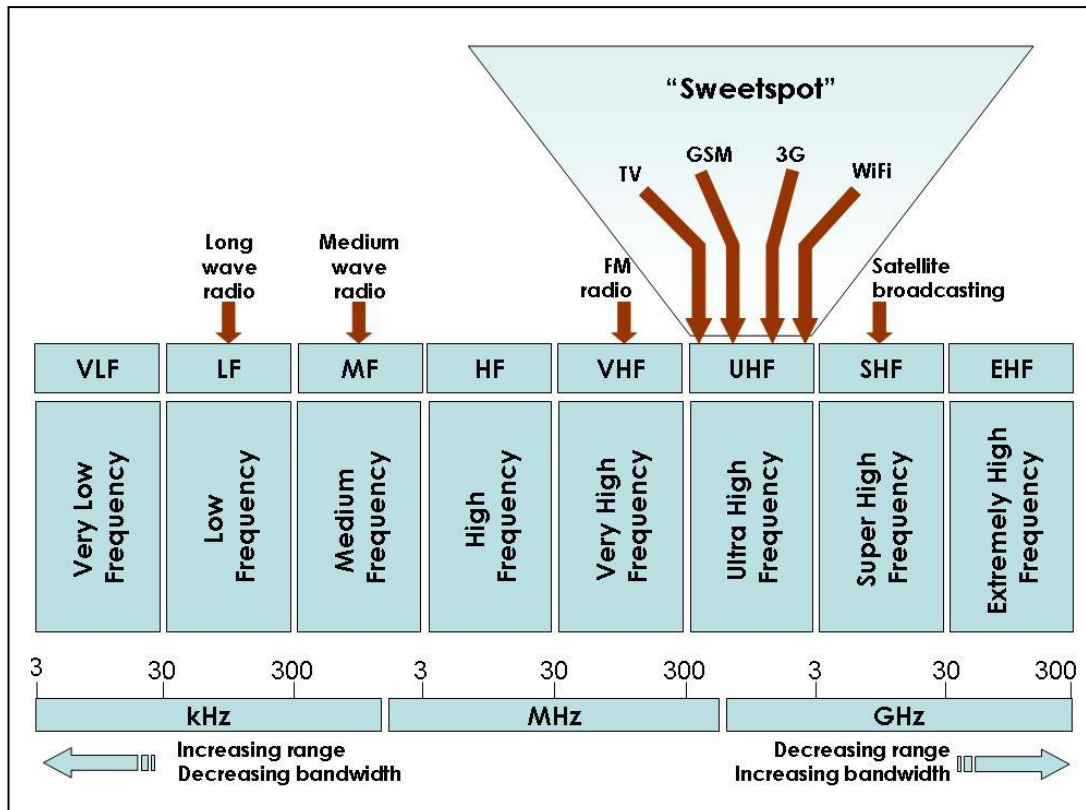 “Sweetspot”
TV
GSM
3G
WiFi
Long
wave
radio
Medium
wave
radio
FM
radio
Satellite
broadcasting
VLF
LF
MF
HF
VHF
UHF
SHF
EHF
Very Low
Frequency
Low
Frequency
Medium
Frequency
High
Frequency
Very High
Frequency
Ultra High
Frequency
Super High
Frequency
Extremely High
Frequency
3
30
300
3
30
300
3
30
300
kHz
MHz
GHz
Increasing range
Decreasing bandwidth
Decreasing range
Increasing bandwidth